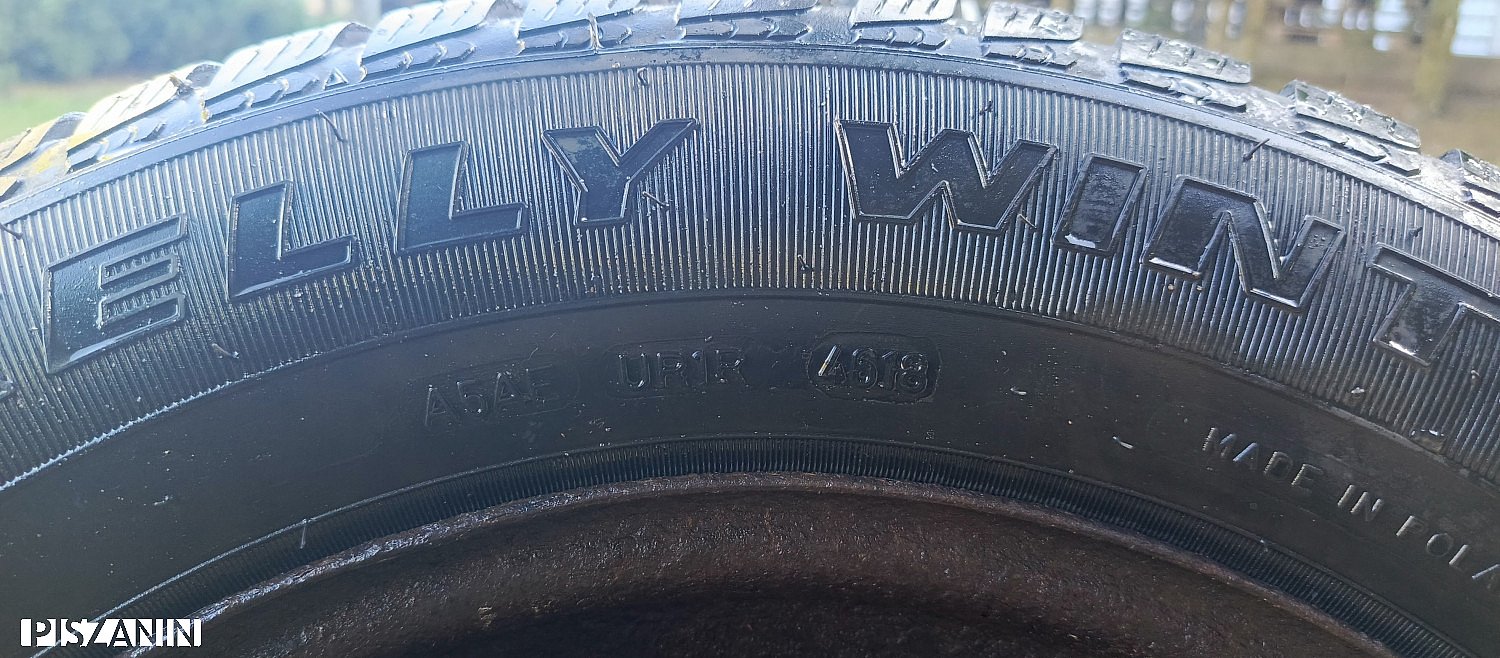 ELLY WINT
A5AE UR1R 4618
MADE IN POLA
PISZANIN